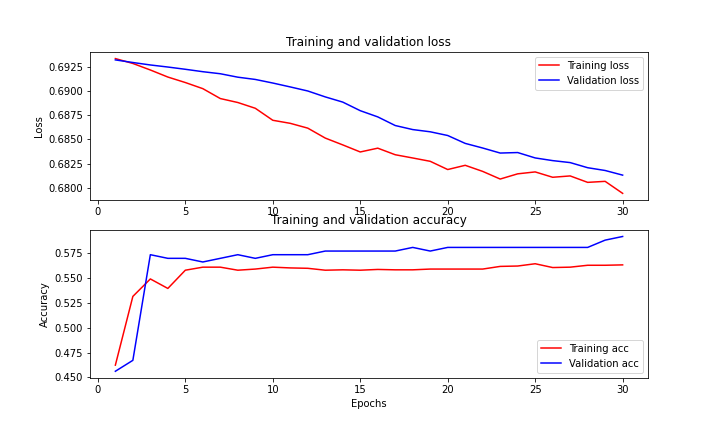 Training and validation loss
Loss
0.6925
0.6900
0.6875
0.6850
0.6825
0.6800
Training loss
Validation loss
0 5 10 15 20 25 30
Training and validation accuracy
Accuracy
0.575
0.550
0.525
0.500
0.475
0.450
Training acc
Validation acc
0 5 10 15 20 25 30
Epochs